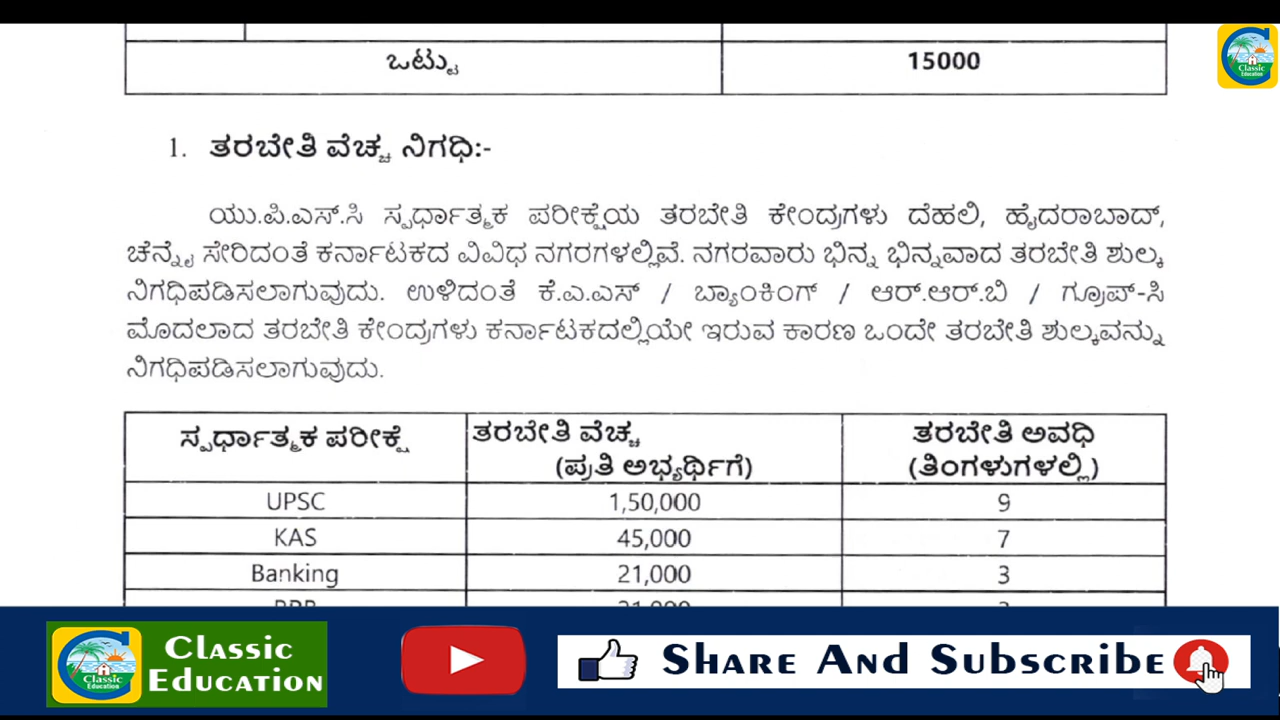 ಒಟ್ಟು 15000
Classic
Education
1. ತರಬೇತಿ ವೆಚ್ಚ ನಿಗಧಿ:-
ಯು.ಪಿ.ಎಸ್.ಸಿ ಸ್ಪರ್ಧಾತ್ಮಕ ಪರೀಕ್ಷೆಯ ತರಬೇತಿ ಕೇಂದ್ರಗಳು ದೆಹಲಿ, ಹೈದರಾಬಾದ್,
ಚೆನ್ನೈ ಸೇರಿದಂತೆ ಕರ್ನಾಟಕದ ವಿವಿಧ ನಗರಗಳಲ್ಲಿವೆ. ನಗರವಾರು ಭಿನ್ನ ಭಿನ್ನವಾದ ತರಬೇತಿ ಶುಲ್ಕ
ನಿಗಧಿಪಡಿಸಲಾಗುವುದು. ಉಳಿದಂತೆ ಕೆ.ಎ.ಎಸ್ / ಬ್ಯಾಂಕಿಂಗ್ / ಆರ್.ಆರ್.ಬಿ / ಗ್ರೂಪ್-ಸಿ
ಮೊದಲಾದ ತರಬೇತಿ ಕೇಂದ್ರಗಳು ಕರ್ನಾಟಕದಲ್ಲಿಯೇ ಇರುವ ಕಾರಣ ಒಂದೇ ತರಬೇತಿ ಶುಲ್ಕವನ್ನು
ನಿಗಧಿಪಡಿಸಲಾಗುವುದು.
ಸ್ಪರ್ಧಾತ್ಮಕ ಪರೀಕ್ಷೆ ತರಬೇತಿ ವೆಚ್ಚ ತರಬೇತಿ ಅವಧಿ
(ಪ್ರತಿ ಅಭ್ಯರ್ಥಿಗೆ) (ತಿಂಗಳುಗಳಲ್ಲಿ)
UPSC 1,50,000 9
KAS 45,000 7
Banking 21,000 3
Classic
Education
Classic
Education
Share And Subscribe